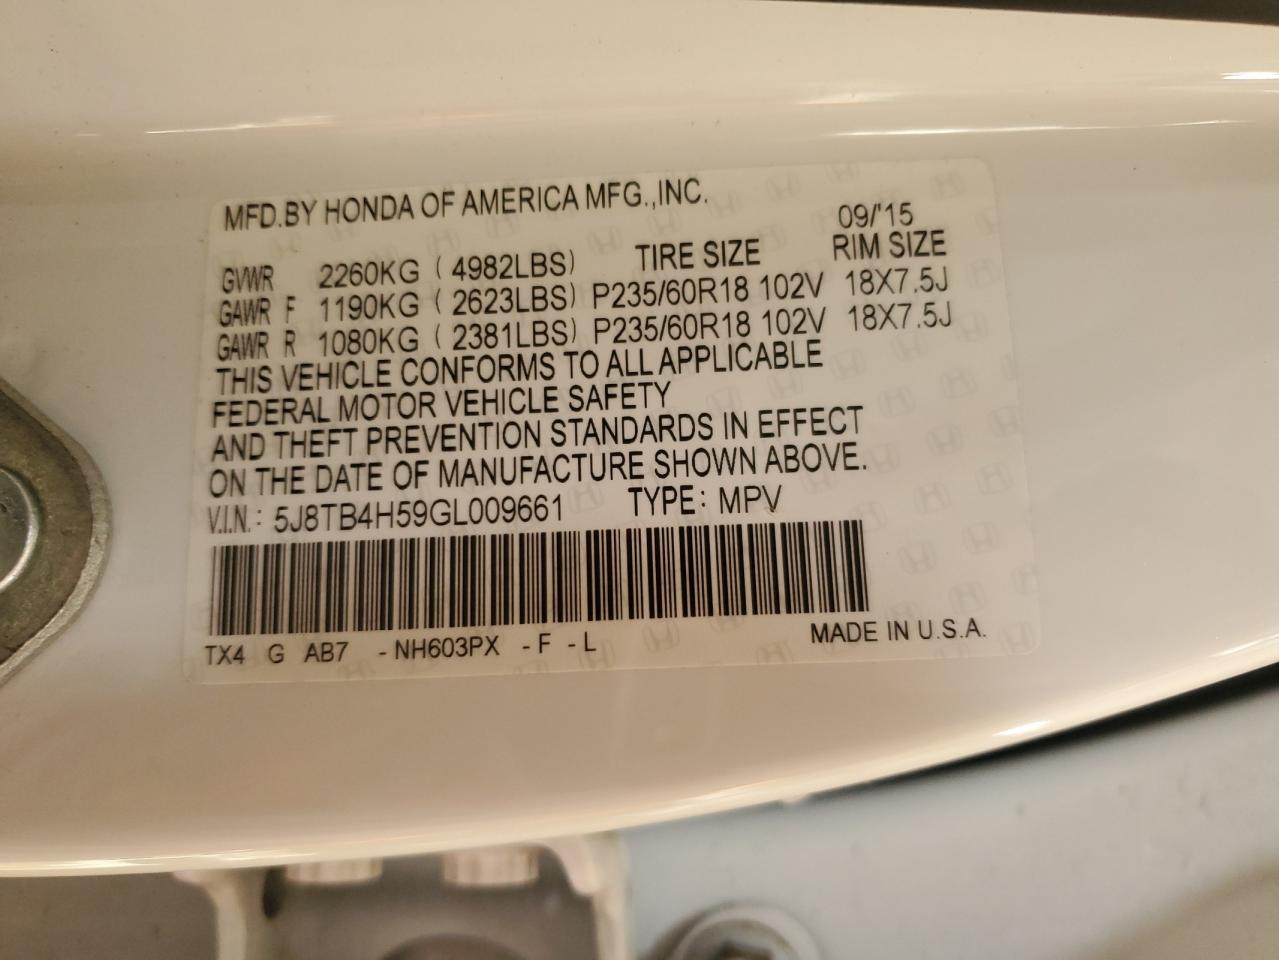 MFD.BY HONDA OF AMERICA MFG.,INC.
09/'15
GVWR 2260KG ( 4982LBS) TIRE SIZE RIM SIZE
GAWR F 1190KG ( 2623LBS) P235/60R18 102V 18X7.5J
GAWR R 1080KG ( 2381LBS) P235/60R18 102V 18X7.5J
THIS VEHICLE CONFORMS TO ALL APPLICABLE
FEDERAL MOTOR VEHICLE SAFETY
AND THEFT PREVENTION STANDARDS IN EFFECT
ON THE DATE OF MANUFACTURE SHOWN ABOVE.
V.I.N.: 5J8TB4H59GL009661 TYPE: MPV
TX4 G AB7 -NH603PX -F -L MADE IN U.S.A.